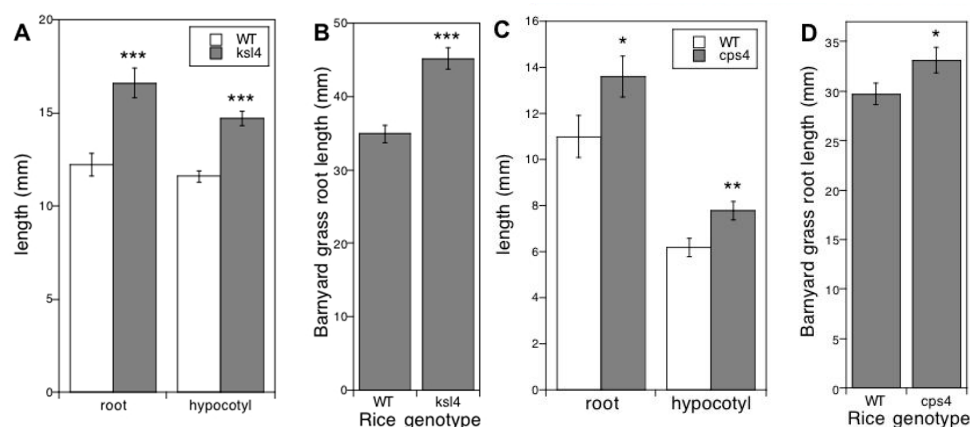 A
20
15
10
5
0
length (mm)
WT
ksl4
***
***
root
hypocotyl
B
50
40
30
20
10
0
Barnyard grass root length (mm)
***
WT
ksl4
Rice genotype
C
16
14
12
10
8
6
4
2
0
length (mm)
WT
cps4
*
**
root
hypocotyl
D
35
30
25
20
15
10
5
0
Barnyard grass root length (mm)
*
WT
cps4
Rice genotype